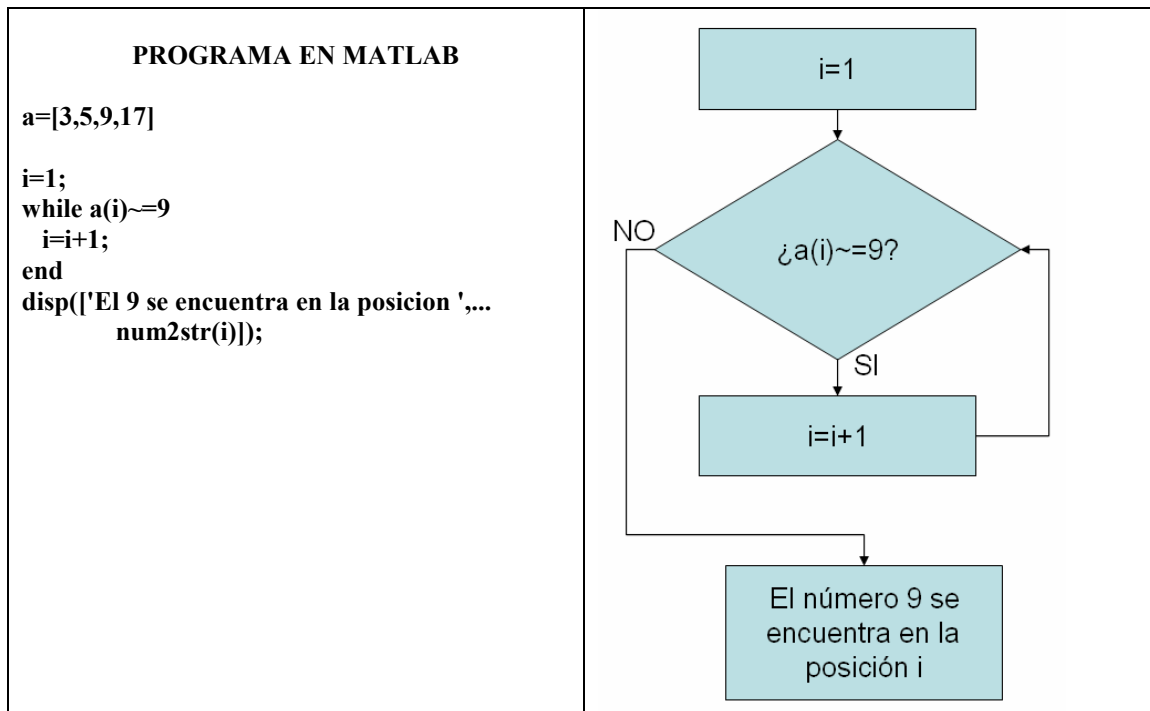 PROGRAMA EN MATLAB
a=[3,5,9,17]
i=1;
while a(i)~=9
i=i+1;
end
disp(['El 9 se encuentra en la posicion ',...
num2str(i)]);
i=1
NO
¿a(i)~=9?
SI
i=i+1
El número 9 se
encuentra en la
posición i